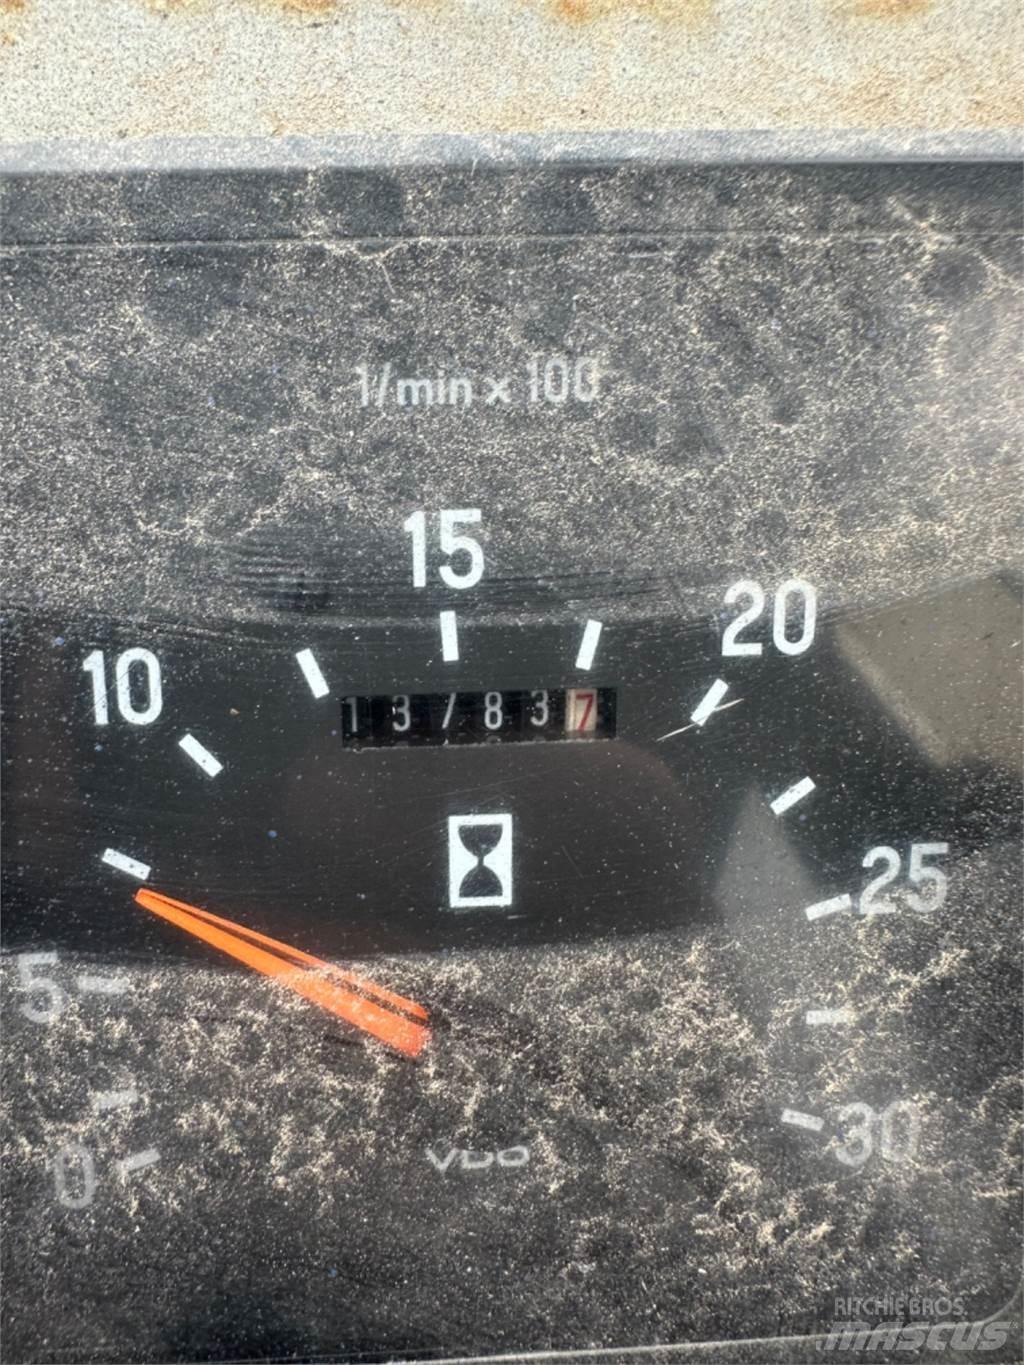 1/min x 100
15
10
20
13783 7
25
5
30
0
VDO
RITCHIE BROS.
MASCUS